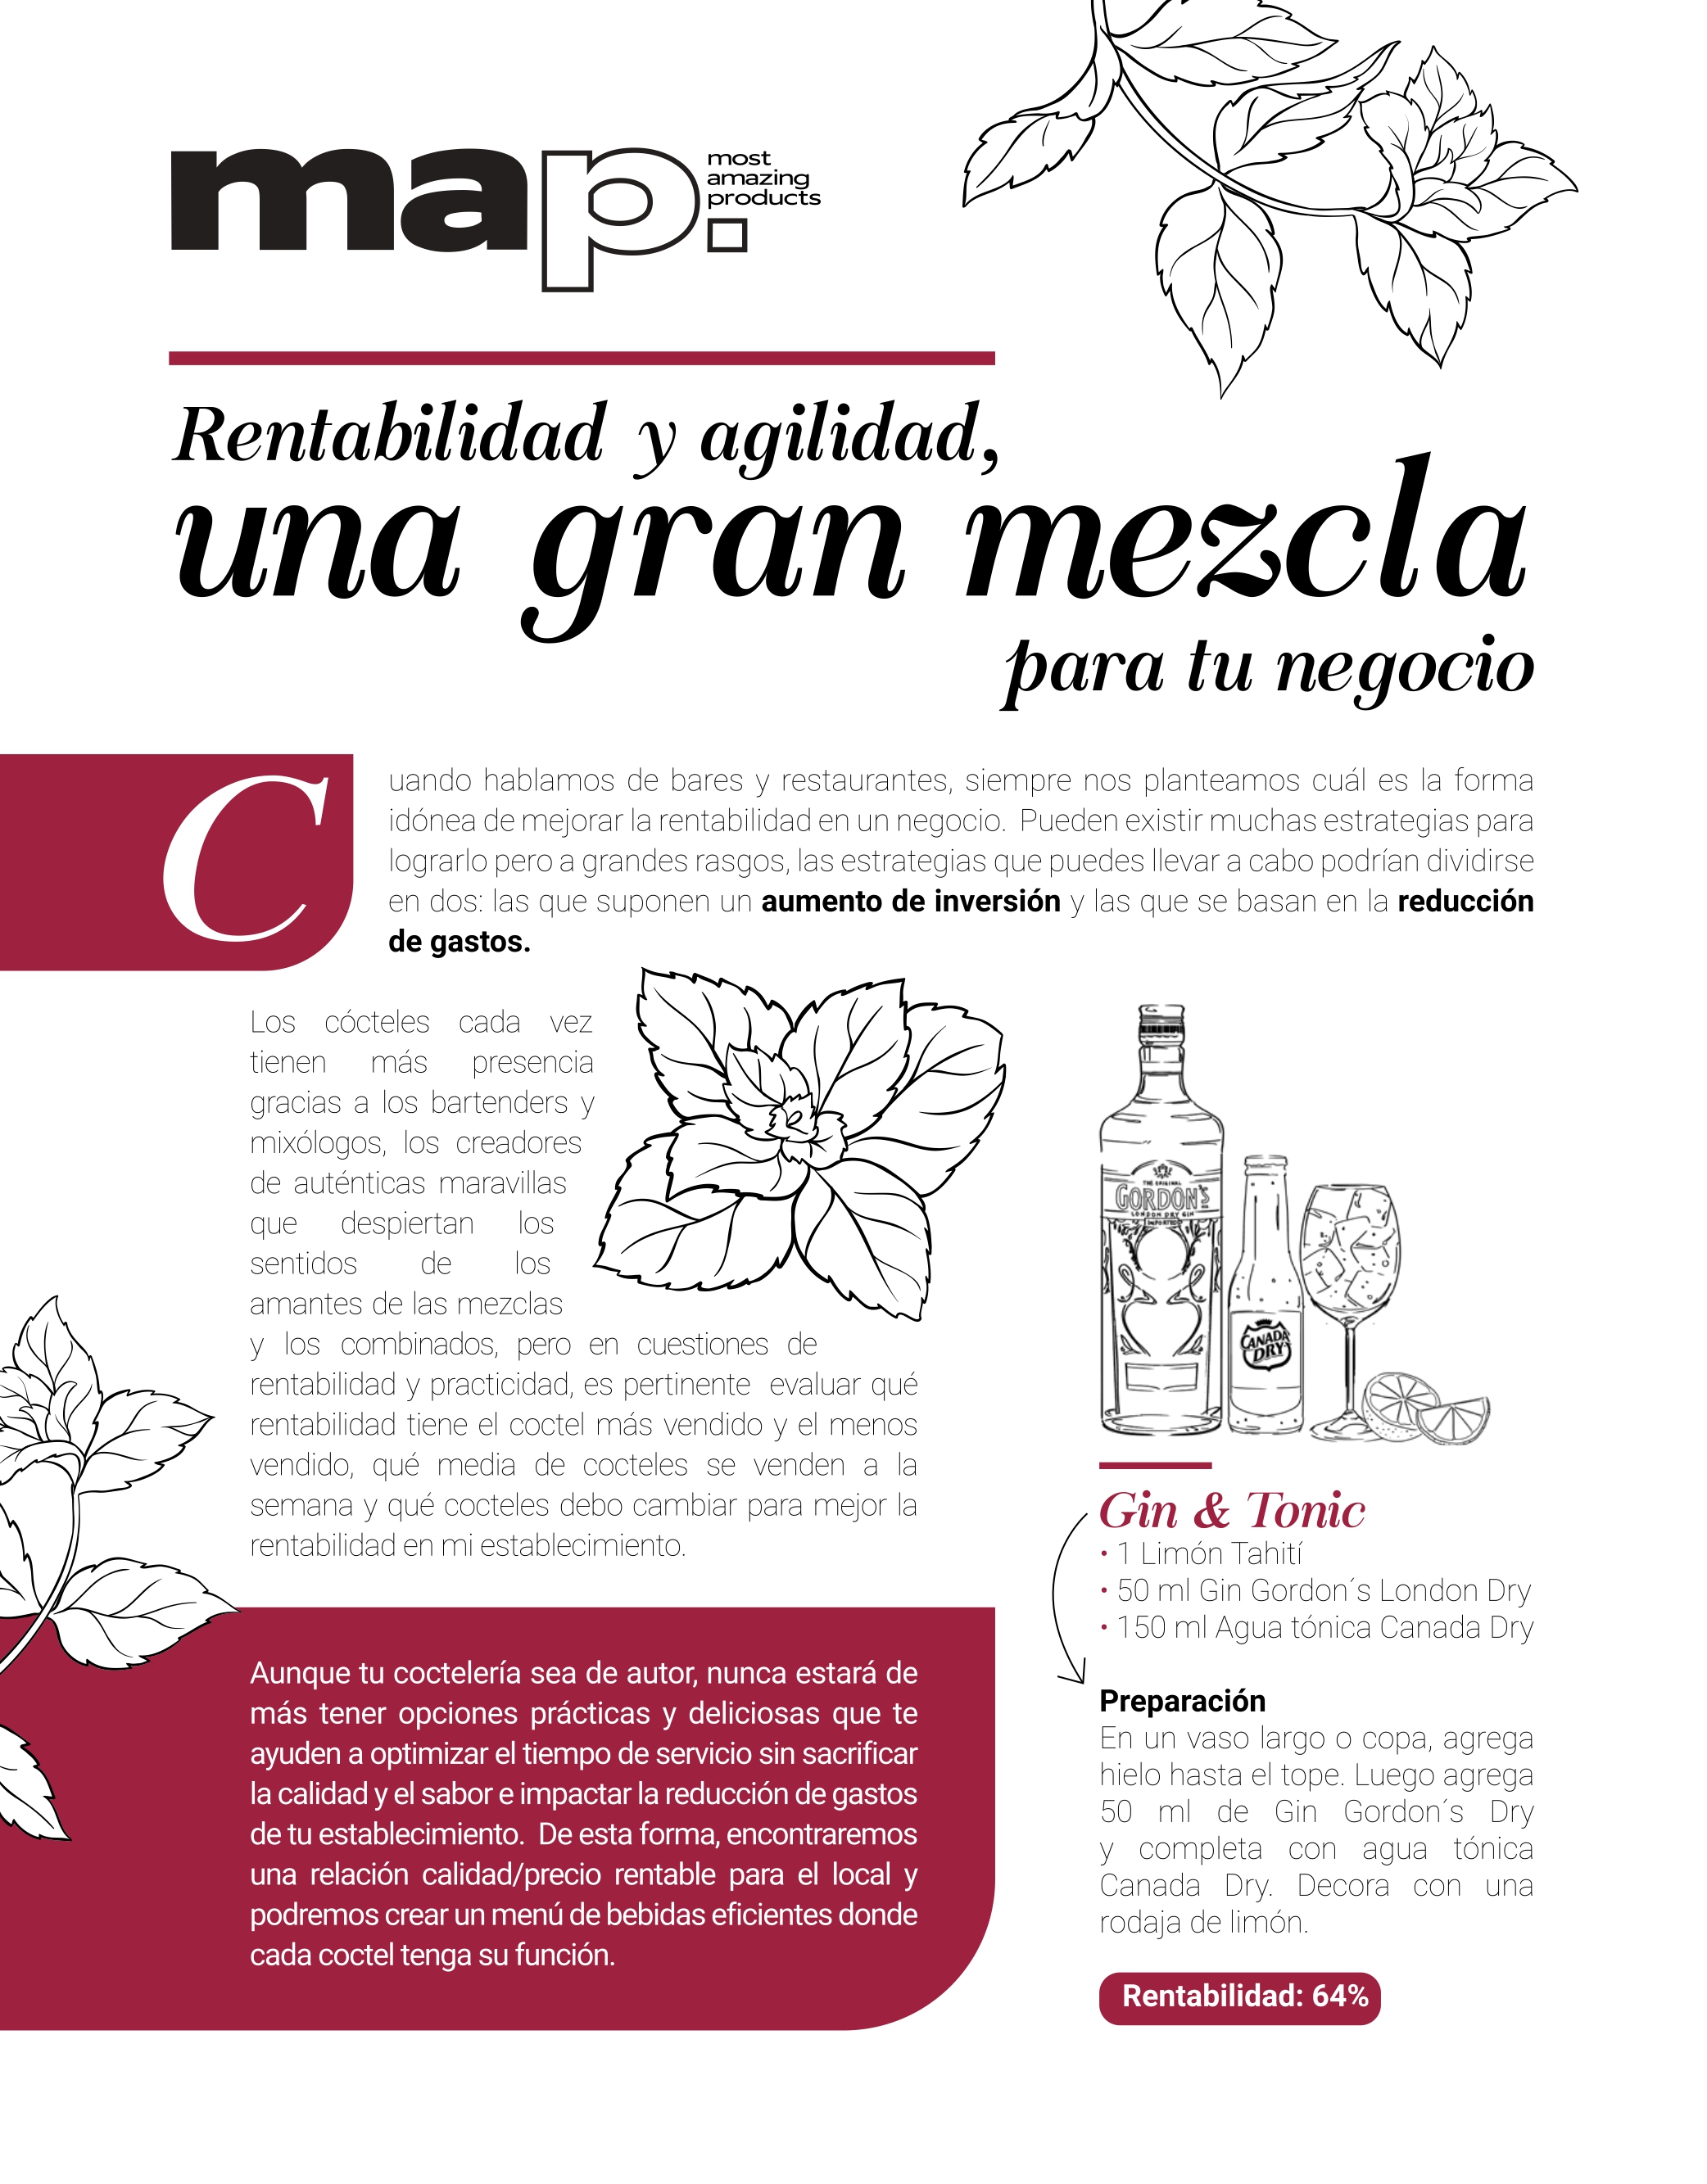 map.
most
amazing
products
Rentabilidad y agilidad,
una gran mezcla
para tu negocio
Cuando hablamos de bares y restaurantes, siempre nos planteamos cuál es la forma
idónea de mejorar la rentabilidad en un negocio. Pueden existir muchas estrategias para
lograrlo pero a grandes rasgos, las estrategias que puedes llevar a cabo podrían dividirse
en dos: las que suponen un aumento de inversión y las que se basan en la reducción
de gastos.
Los cócteles cada vez
tienen más presencia
gracias a los bartenders y
mixólogos, los creadores
de auténticas maravillas
que despiertan los
sentidos de los
amantes de las mezclas
y los combinados, pero en cuestiones de
rentabilidad y practicidad, es pertinente evaluar qué
rentabilidad tiene el coctel más vendido y el menos
vendido, qué media de cocteles se venden a la
semana y qué cocteles debo cambiar para mejor la
rentabilidad en mi establecimiento.
Aunque tu coctelería sea de autor, nunca estará de
más tener opciones prácticas y deliciosas que te
ayuden a optimizar el tiempo de servicio sin sacrificar
la calidad y el sabor e impactar la reducción de gastos
de tu establecimiento. De esta forma, encontraremos
una relación calidad/precio rentable para el local y
podremos crear un menú de bebidas eficientes donde
cada coctel tenga su función.
THE ORIGINAL
GORDON'S
LONDON DRY GIN
IMPORTED
CANADA
DRY
Gin & Tonic
• 1 Limón Tahití
• 50 ml Gin Gordon´s London Dry
• 150 ml Agua tónica Canada Dry
Preparación
En un vaso largo o copa, agrega
hielo hasta el tope. Luego agrega
50 ml de Gin Gordon´s Dry
y completa con agua tónica
Canada Dry. Decora con una
rodaja de limón.
Rentabilidad: 64%